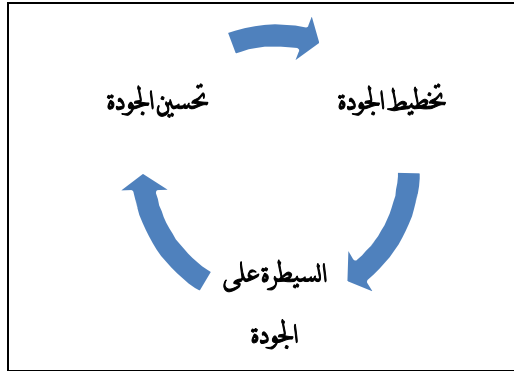 تخطيط الجودة
تحسين الجودة
السيطرة على
الجودة